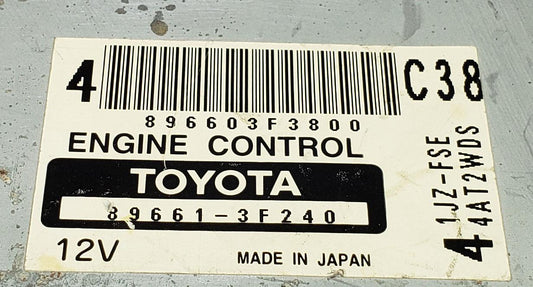 4 C38
896603F3800
ENGINE CONTROL
TOYOTA
89661-3F240
12V
MADE IN JAPAN
1JZ-FSE
4 4AT2WDS